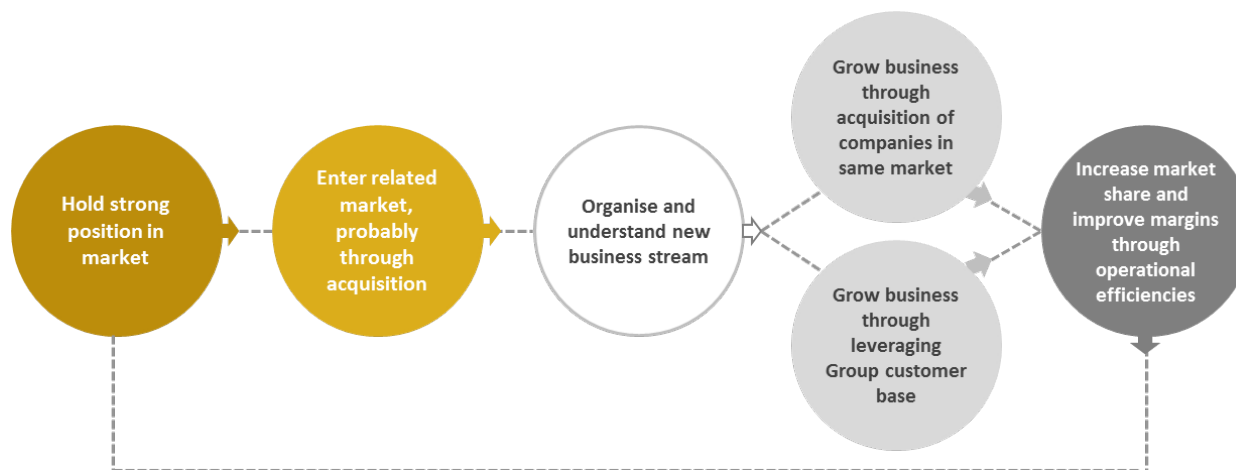 Hold strong
position in
market
Enter related
market,
probably
through
acquisition
Organise and
understand new
business stream
Grow business
through
acquisition of
companies in
same market
Grow business
through
leveraging
Group customer
base
Increase market
share and
improve margins
through
operational
efficiencies